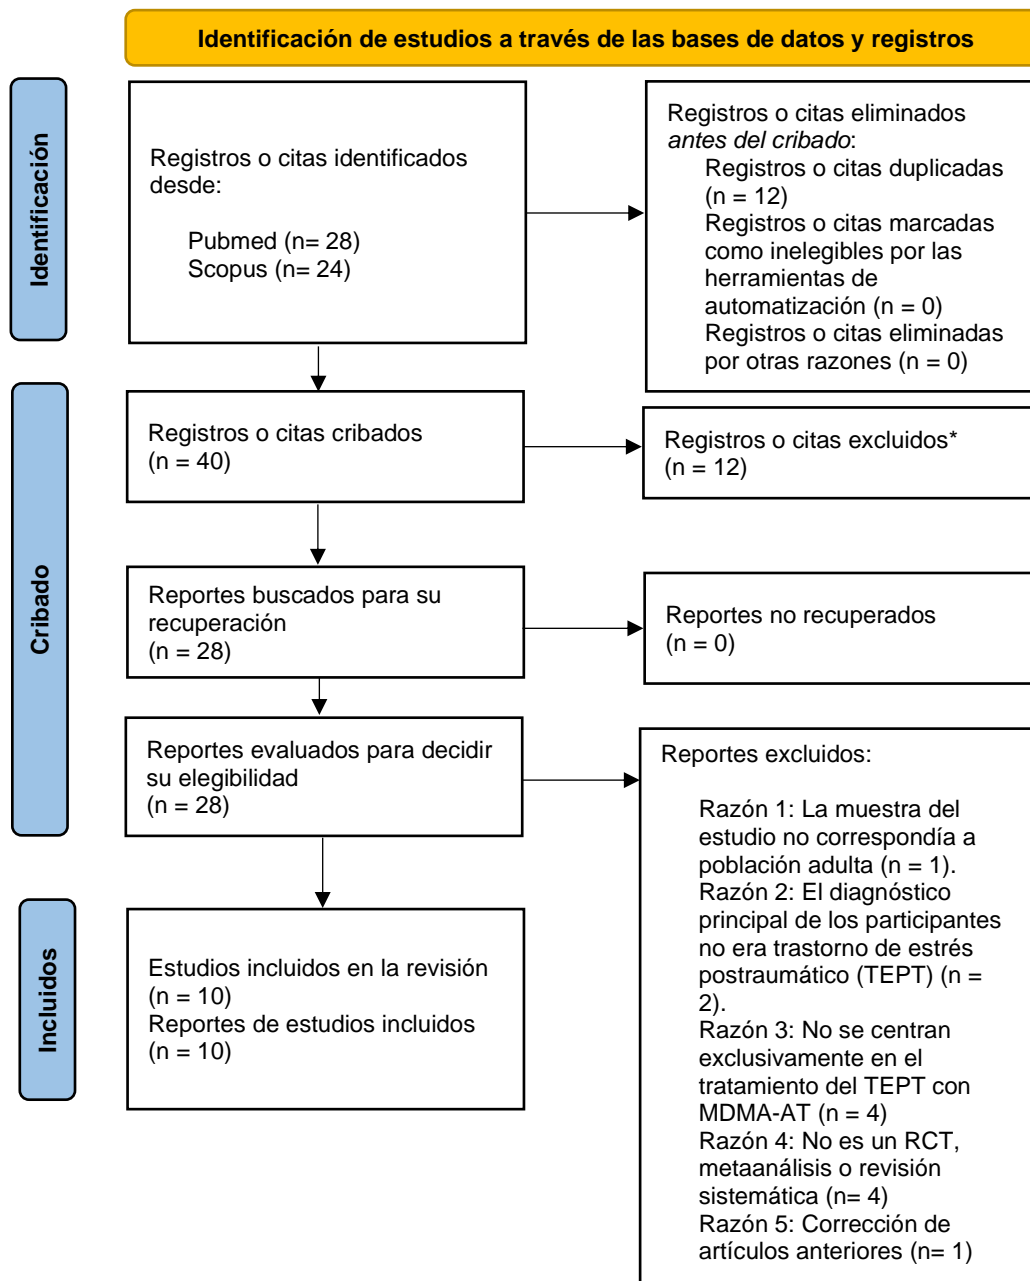 Identificación de estudios a través de las bases de datos y registros
Identificación
Registros o citas identificados
desde:
Pubmed (n= 28)
Scopus (n= 24)
Registros o citas eliminados
antes del cribado:
Registros o citas duplicadas
(n = 12)
Registros o citas marcadas
como inelegibles por las
herramientas de
automatización (n = 0)
Registros o citas eliminadas
por otras razones (n = 0)
Cribado
Registros o citas cribados
(n = 40)
Registros o citas excluidos*
(n = 12)
Reportes buscados para su
recuperación
(n = 28)
Reportes no recuperados
(n = 0)
Reportes evaluados para decidir
su elegibilidad
(n = 28)
Reportes excluidos:
Razón 1: La muestra del
estudio no correspondía a
población adulta (n = 1).
Razón 2: El diagnóstico
principal de los participantes
no era trastorno de estrés
postraumático (TEPT) (n =
2).
Razón 3: No se centran
exclusivamente en el
tratamiento del TEPT con
MDMA-AT (n = 4)
Razón 4: No es un RCT,
metaanálisis o revisión
sistemática (n= 4)
Razón 5: Corrección de
artículos anteriores (n= 1)
Incluidos
Estudios incluidos en la revisión
(n = 10)
Reportes de estudios incluidos
(n = 10)